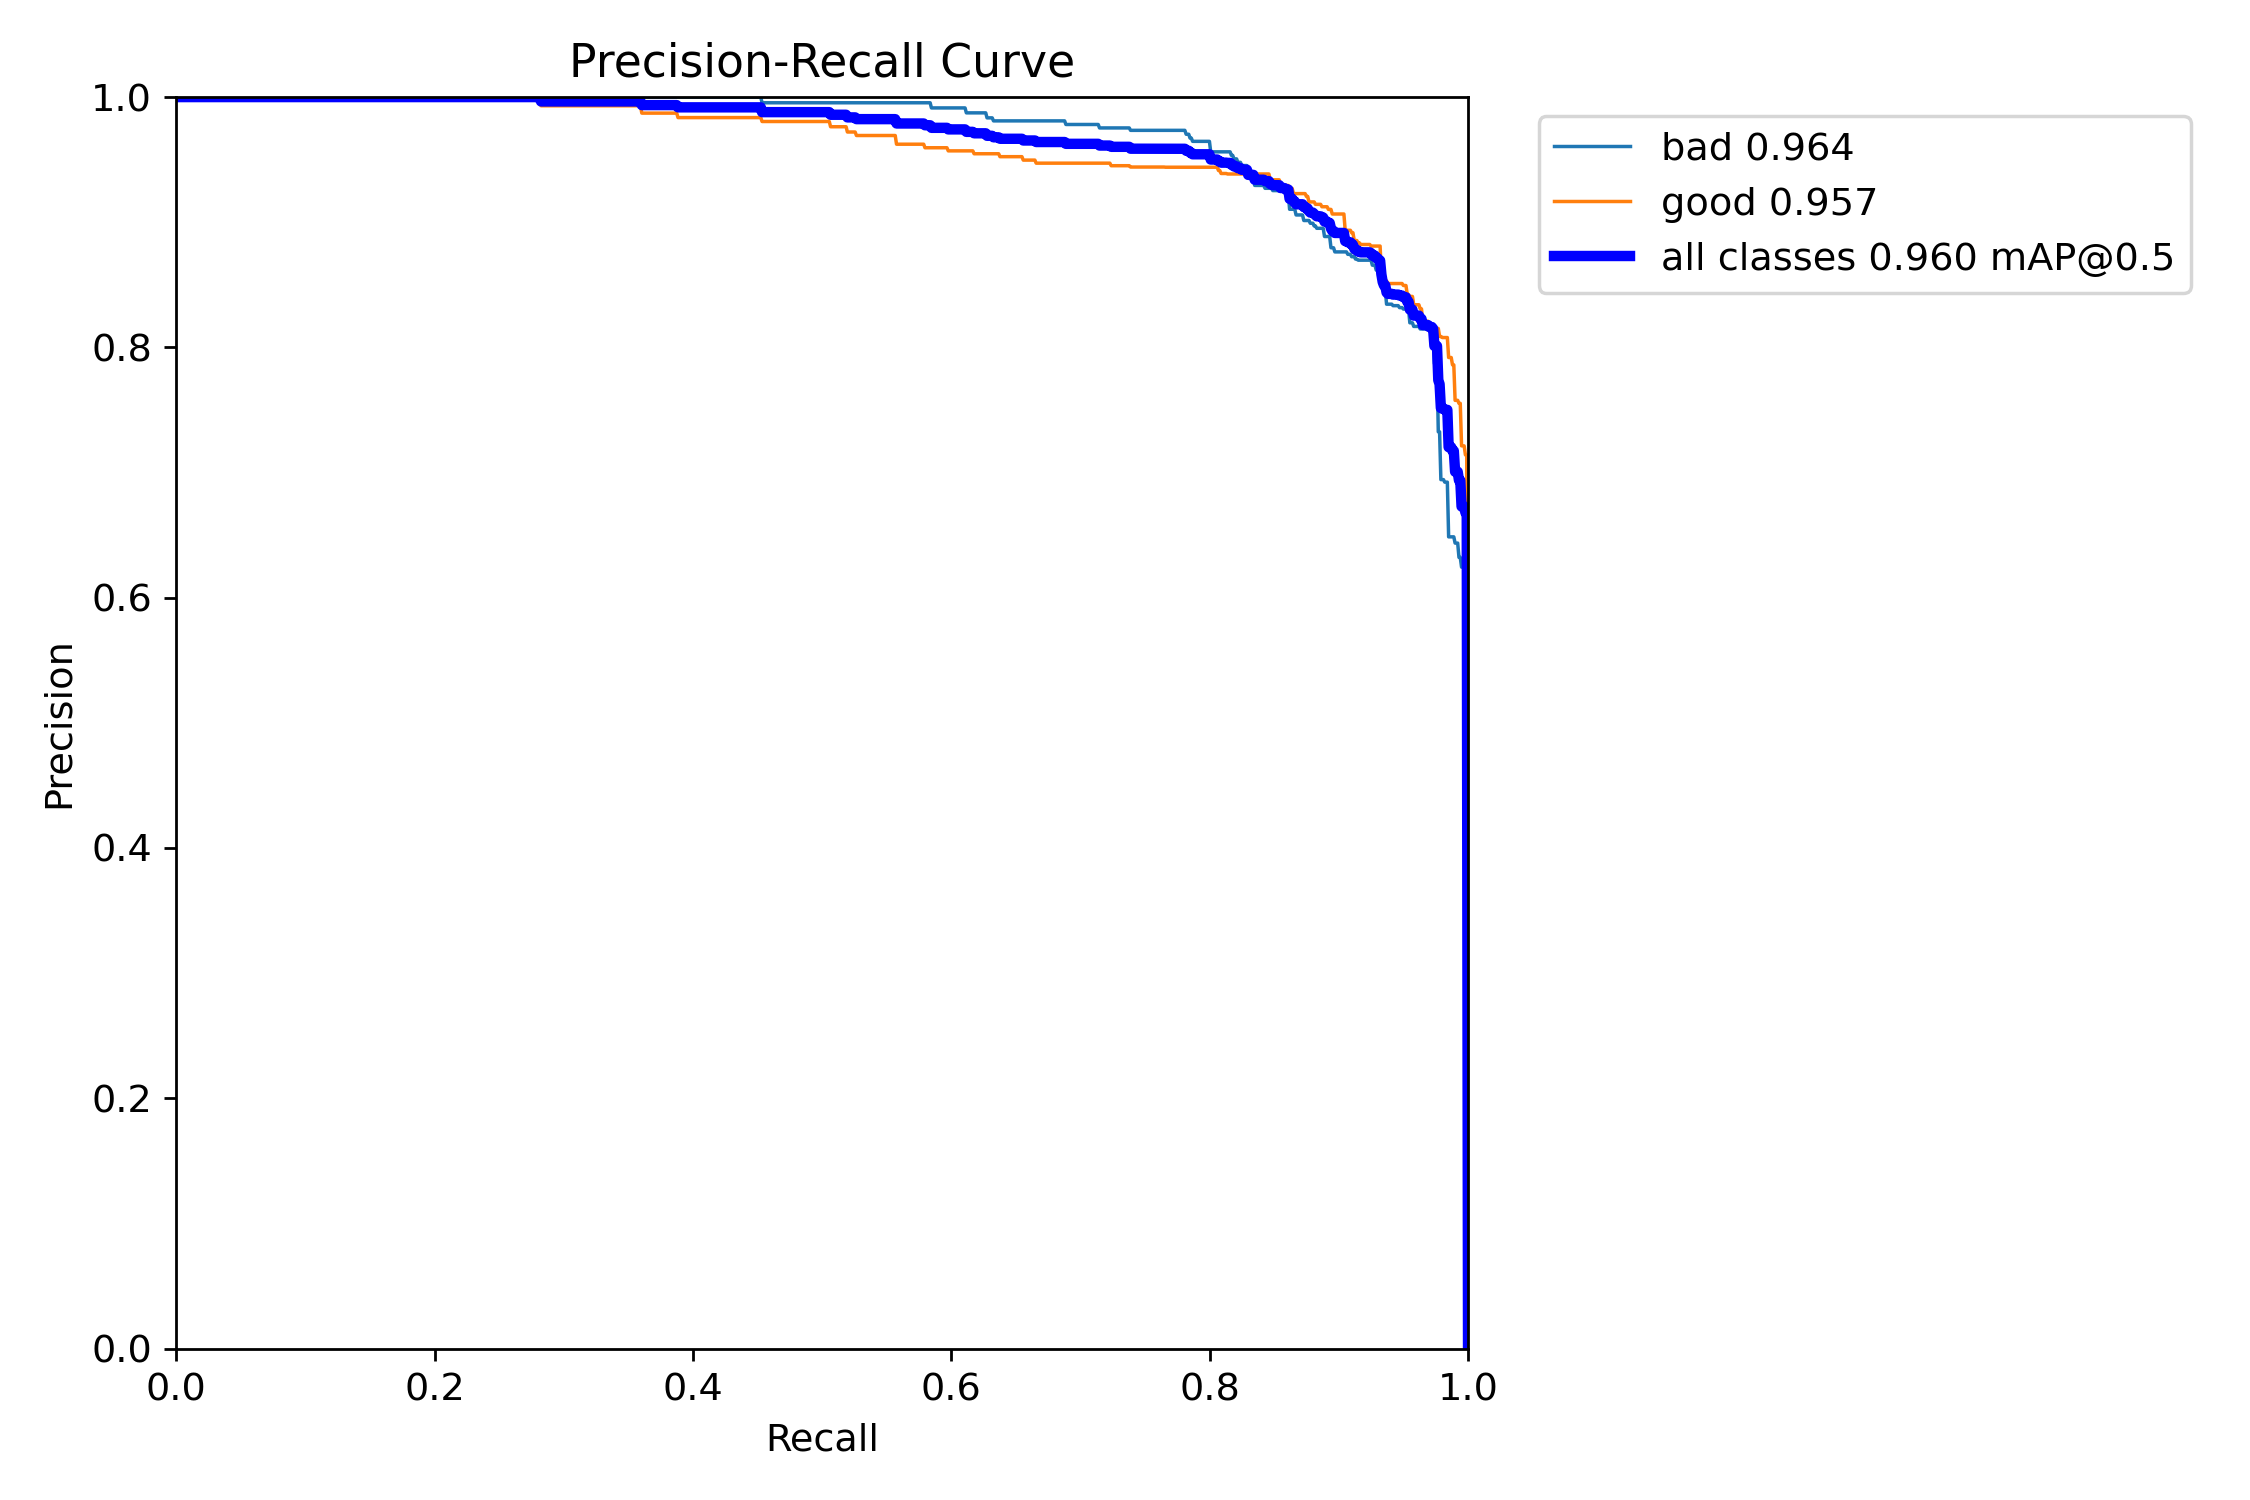 Precision-Recall Curve
1.0
0.8
0.6
0.4
0.2
0.0
Precision
0.0 0.2 0.4 0.6 0.8 1.0
Recall
bad 0.964
good 0.957
all classes 0.960 mAP@0.5